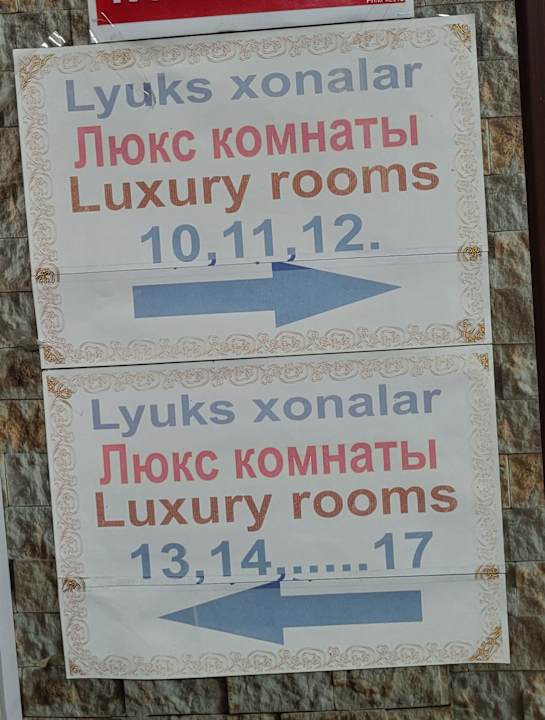 Lyuks xonalar
Люкс комнаты
Luxury rooms
10,11,12.
Lyuks xonalar
Люкс комнаты
Luxury rooms
13,14,.....17